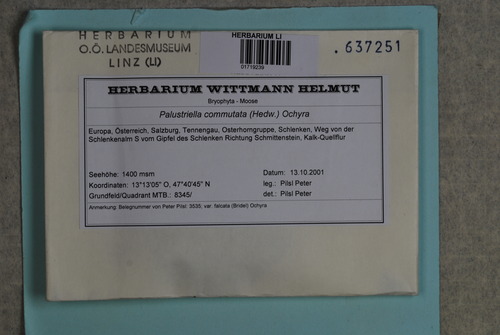 HERBARIUM
O.Ö. LANDESMUSEUM
LINZ (LI)
HERBARIUM LI
01719239
.637251
HERBARIUM WITTMANN HELMUT
Bryophyta - Moose
Palustriella commutata (Hedw.) Ochyra
Europa, Österreich, Salzburg, Tennengau, Osterhorngruppe, Schlenken, Weg von der
Schlenkenalm S vom Gipfel des Schlenken Richtung Schmittenstein, Kalk-Quellflur
Seehöhe: 1400 msm
Datum: 13.10.2001
Koordinaten: 13°13'05" O, 47°40'45" N
leg.: Pilsl Peter
Grundfeld/Quadrant MTB.: 8345/
det.: Pilsl Peter
Anmerkung: Belegnummer von Peter Pilsl: 3535; var. falcata (Bridel) Ochyra